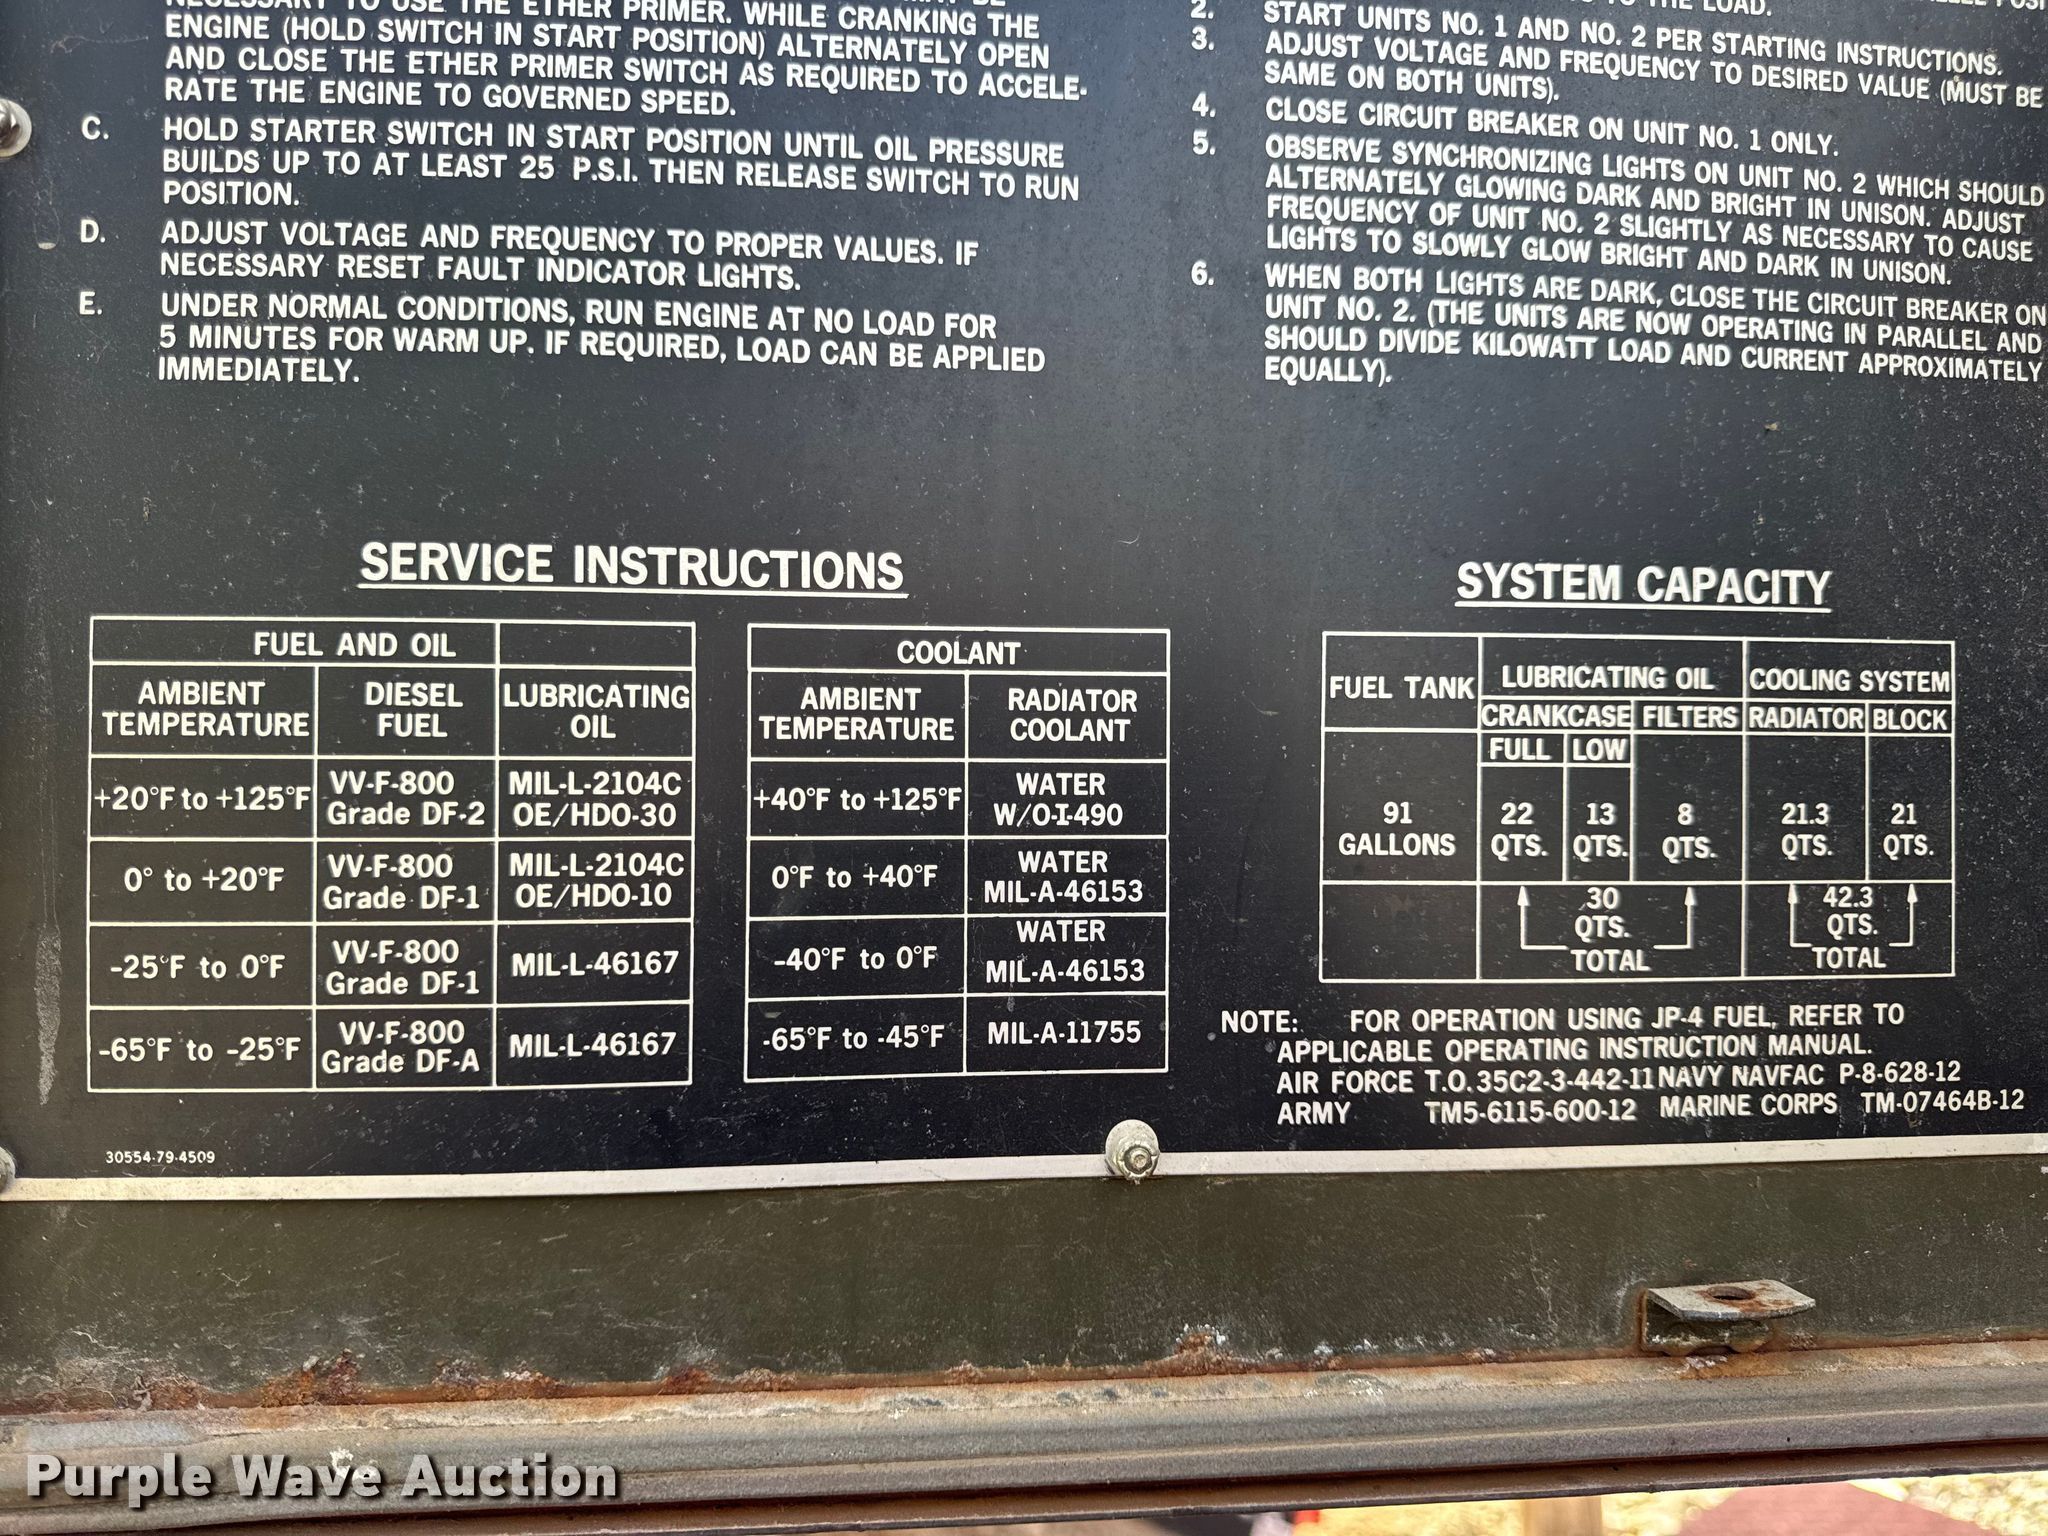 NECESSARY TO USE THE ETHER PRIMER. WHILE CRANKING THE
ENGINE (HOLD SWITCH IN START POSITION) ALTERNATELY OPEN
AND CLOSE THE ETHER PRIMER SWITCH AS REQUIRED TO ACCELE-
RATE THE ENGINE TO GOVERNED SPEED.
C. HOLD STARTER SWITCH IN START POSITION UNTIL OIL PRESSURE
BUILDS UP TO AT LEAST 25 P.S.I. THEN RELEASE SWITCH TO RUN
POSITION.
D. ADJUST VOLTAGE AND FREQUENCY TO PROPER VALUES. IF
NECESSARY RESET FAULT INDICATOR LIGHTS.
E. UNDER NORMAL CONDITIONS, RUN ENGINE AT NO LOAD FOR
5 MINUTES FOR WARM UP. IF REQUIRED, LOAD CAN BE APPLIED
IMMEDIATELY.
TO THE LOAD.
2. START UNITS NO. 1 AND NO. 2 PER STARTING INSTRUCTIONS.
3. ADJUST VOLTAGE AND FREQUENCY TO DESIRED VALUE (MUST BE
SAME ON BOTH UNITS).
4. CLOSE CIRCUIT BREAKER ON UNIT NO. 1 ONLY.
5. OBSERVE SYNCHRONIZING LIGHTS ON UNIT NO. 2 WHICH SHOULD
ALTERNATELY GLOWING DARK AND BRIGHT IN UNISON. ADJUST
FREQUENCY OF UNIT NO. 2 SLIGHTLY AS NECESSARY TO CAUSE
LIGHTS TO SLOWLY GLOW BRIGHT AND DARK IN UNISON.
6. WHEN BOTH LIGHTS ARE DARK, CLOSE THE CIRCUIT BREAKER ON
UNIT NO. 2. (THE UNITS ARE NOW OPERATING IN PARALLEL AND
SHOULD DIVIDE KILOWATT LOAD AND CURRENT APPROXIMATELY
EQUALLY).
SERVICE INSTRUCTIONS
FUEL AND OIL
AMBIENT TEMPERATURE DIESEL FUEL LUBRICATING OIL
+20°F to +125°F VV-F-800 Grade DF-2 MIL-L-2104C OE/HDO-30
0° to +20°F VV-F-800 Grade DF-1 MIL-L-2104C OE/HDO-10
-25°F to 0°F VV-F-800 Grade DF-1 MIL-L-46167
-65°F to -25°F VV-F-800 Grade DF-A MIL-L-46167
COOLANT
AMBIENT TEMPERATURE RADIATOR COOLANT
+40°F to +125°F WATER W/O-I-490
0°F to +40°F WATER MIL-A-46153
-40°F to 0°F WATER MIL-A-46153
-65°F to -45°F MIL-A-11755
SYSTEM CAPACITY
FUEL TANK LUBRICATING OIL COOLING SYSTEM
CRANKCASE FILTERS RADIATOR BLOCK
FULL LOW
91 GALLONS 22 QTS. 13 QTS. 8 QTS. 21.3 QTS. 21 QTS.
30 QTS. TOTAL 42.3 QTS. TOTAL
NOTE: FOR OPERATION USING JP-4 FUEL, REFER TO
APPLICABLE OPERATING INSTRUCTION MANUAL.
AIR FORCE T.O. 35C2-3-442-11 NAVY NAVFAC P-8-628-12
ARMY TM5-6115-600-12 MARINE CORPS TM-07464B-12
30554-79-4509
Purple Wave Auction